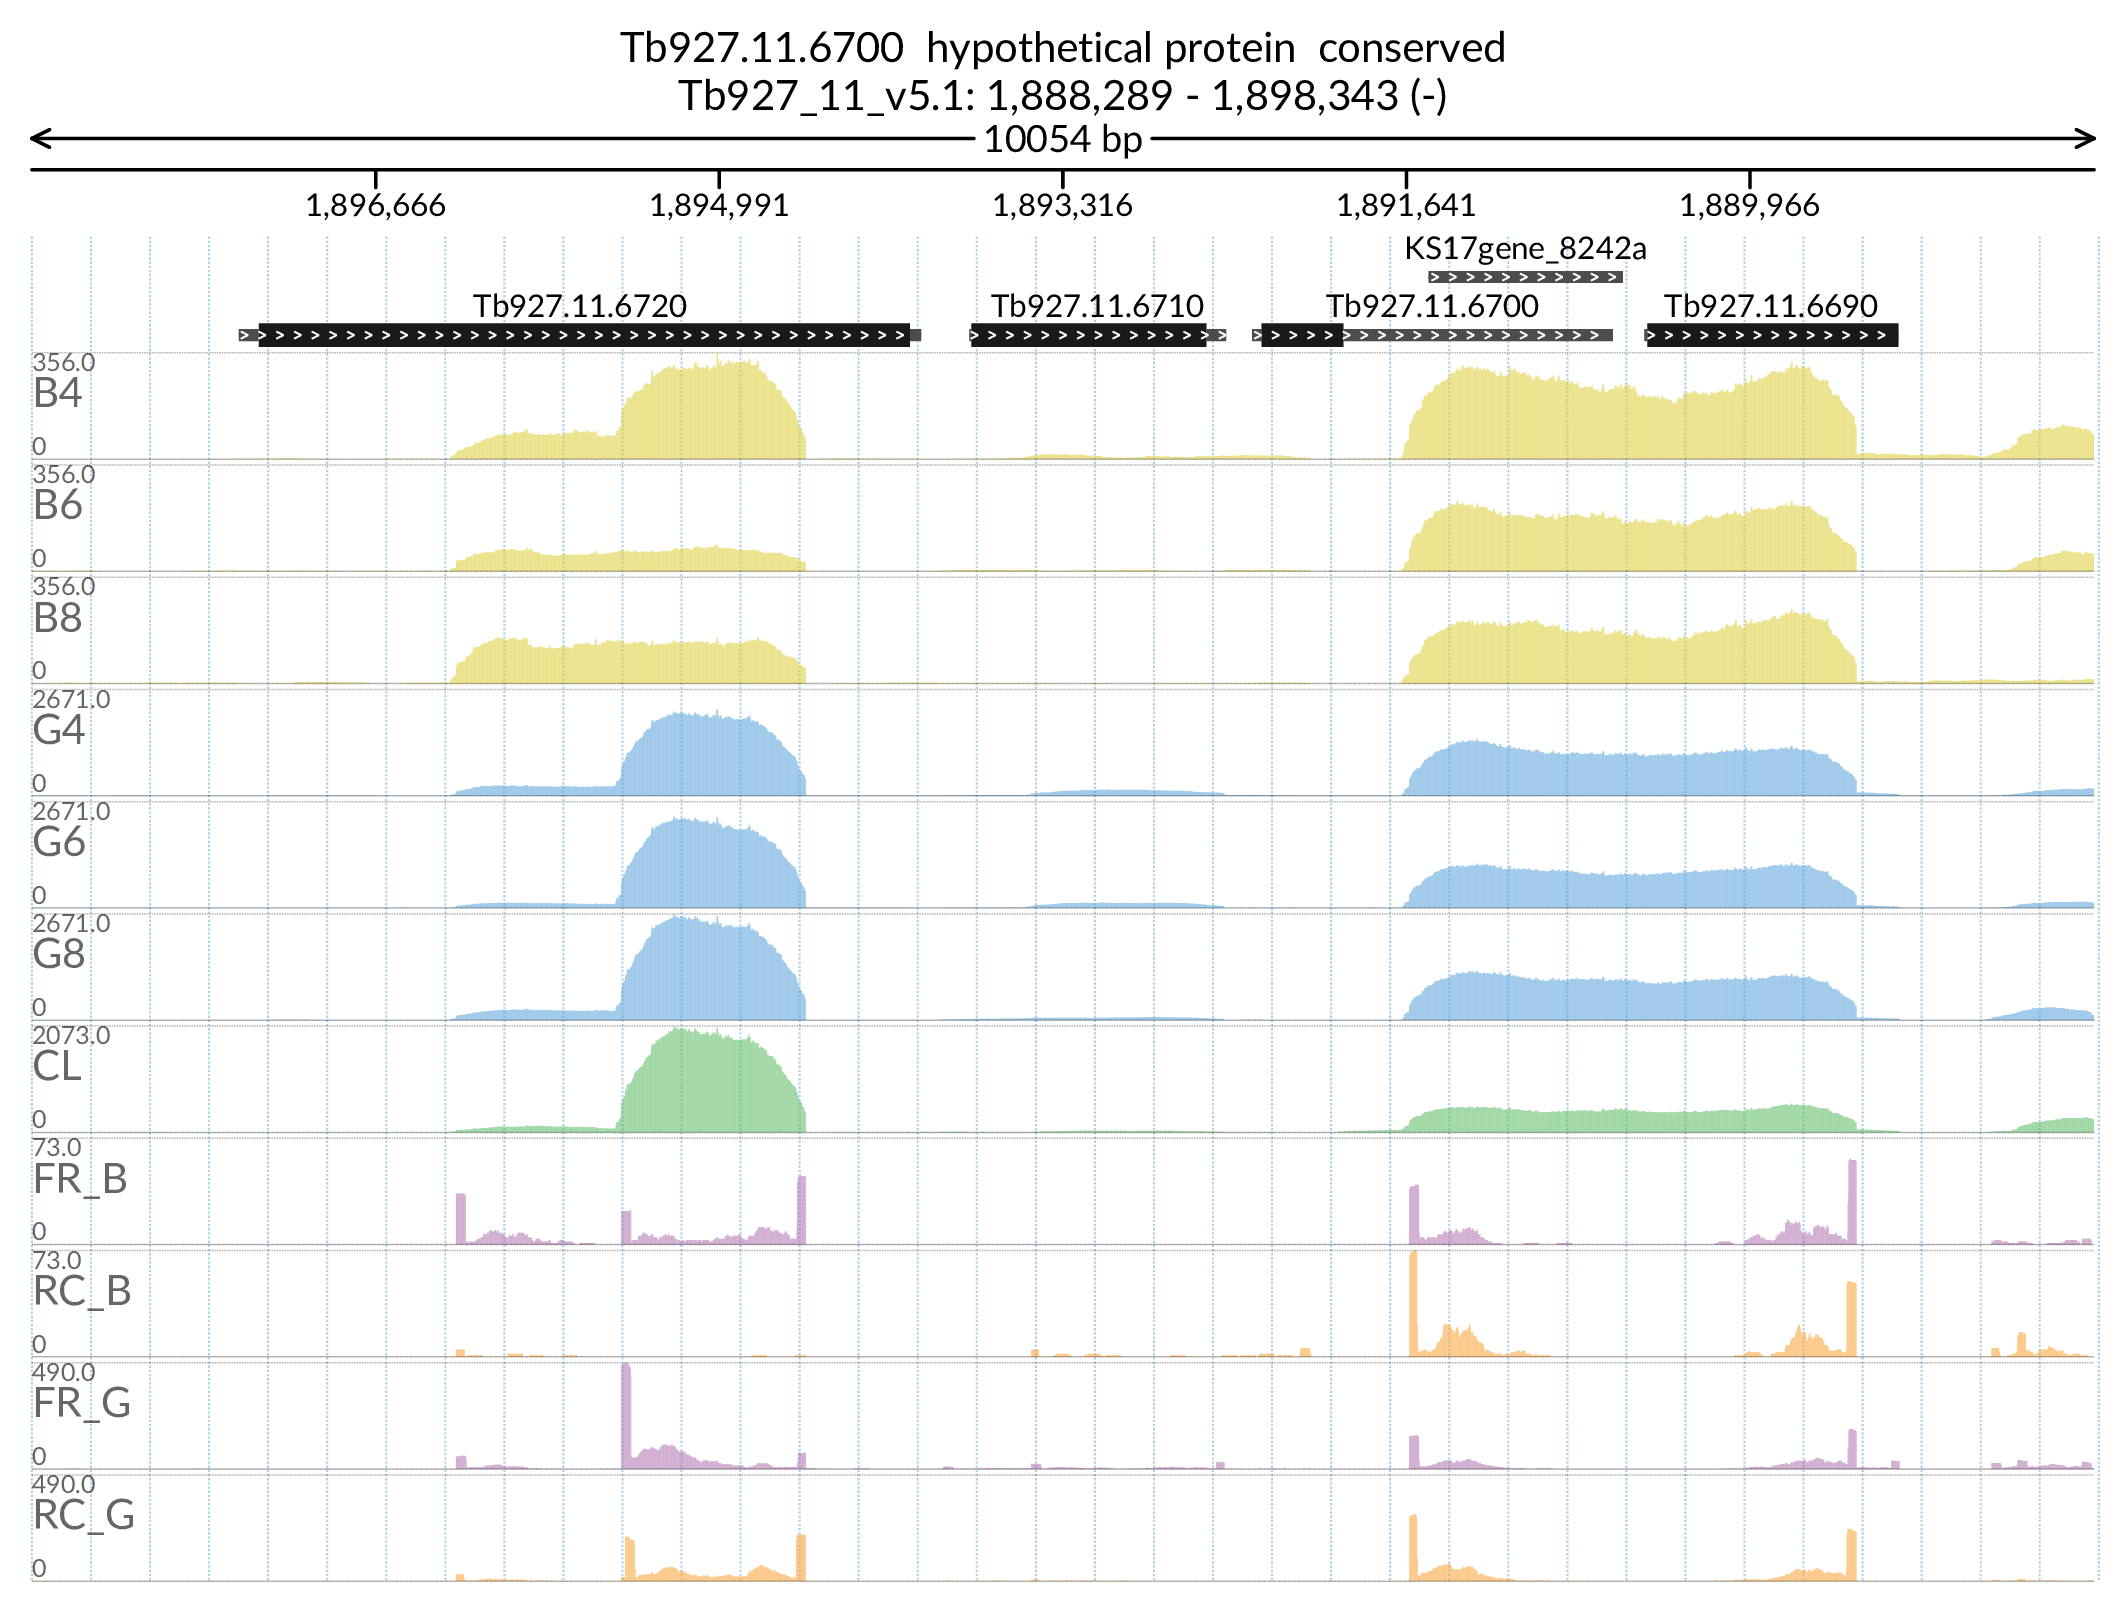 Tb927.11.6700 hypothetical protein conserved
Tb927_11_v5.1: 1,888,289 - 1,898,343 (-)
10054 bp
1,896,666 1,894,991 1,893,316 1,891,641 1,889,966
KS17gene_8242a
Tb927.11.6720 Tb927.11.6710 Tb927.11.6700 Tb927.11.6690
356.0
B4
0
356.0
B6
0
356.0
B8
0
2671.0
G4
0
2671.0
G6
0
2671.0
G8
0
2073.0
CL
0
73.0
FR_B
0
73.0
RC_B
0
490.0
FR_G
0
490.0
RC_G
0